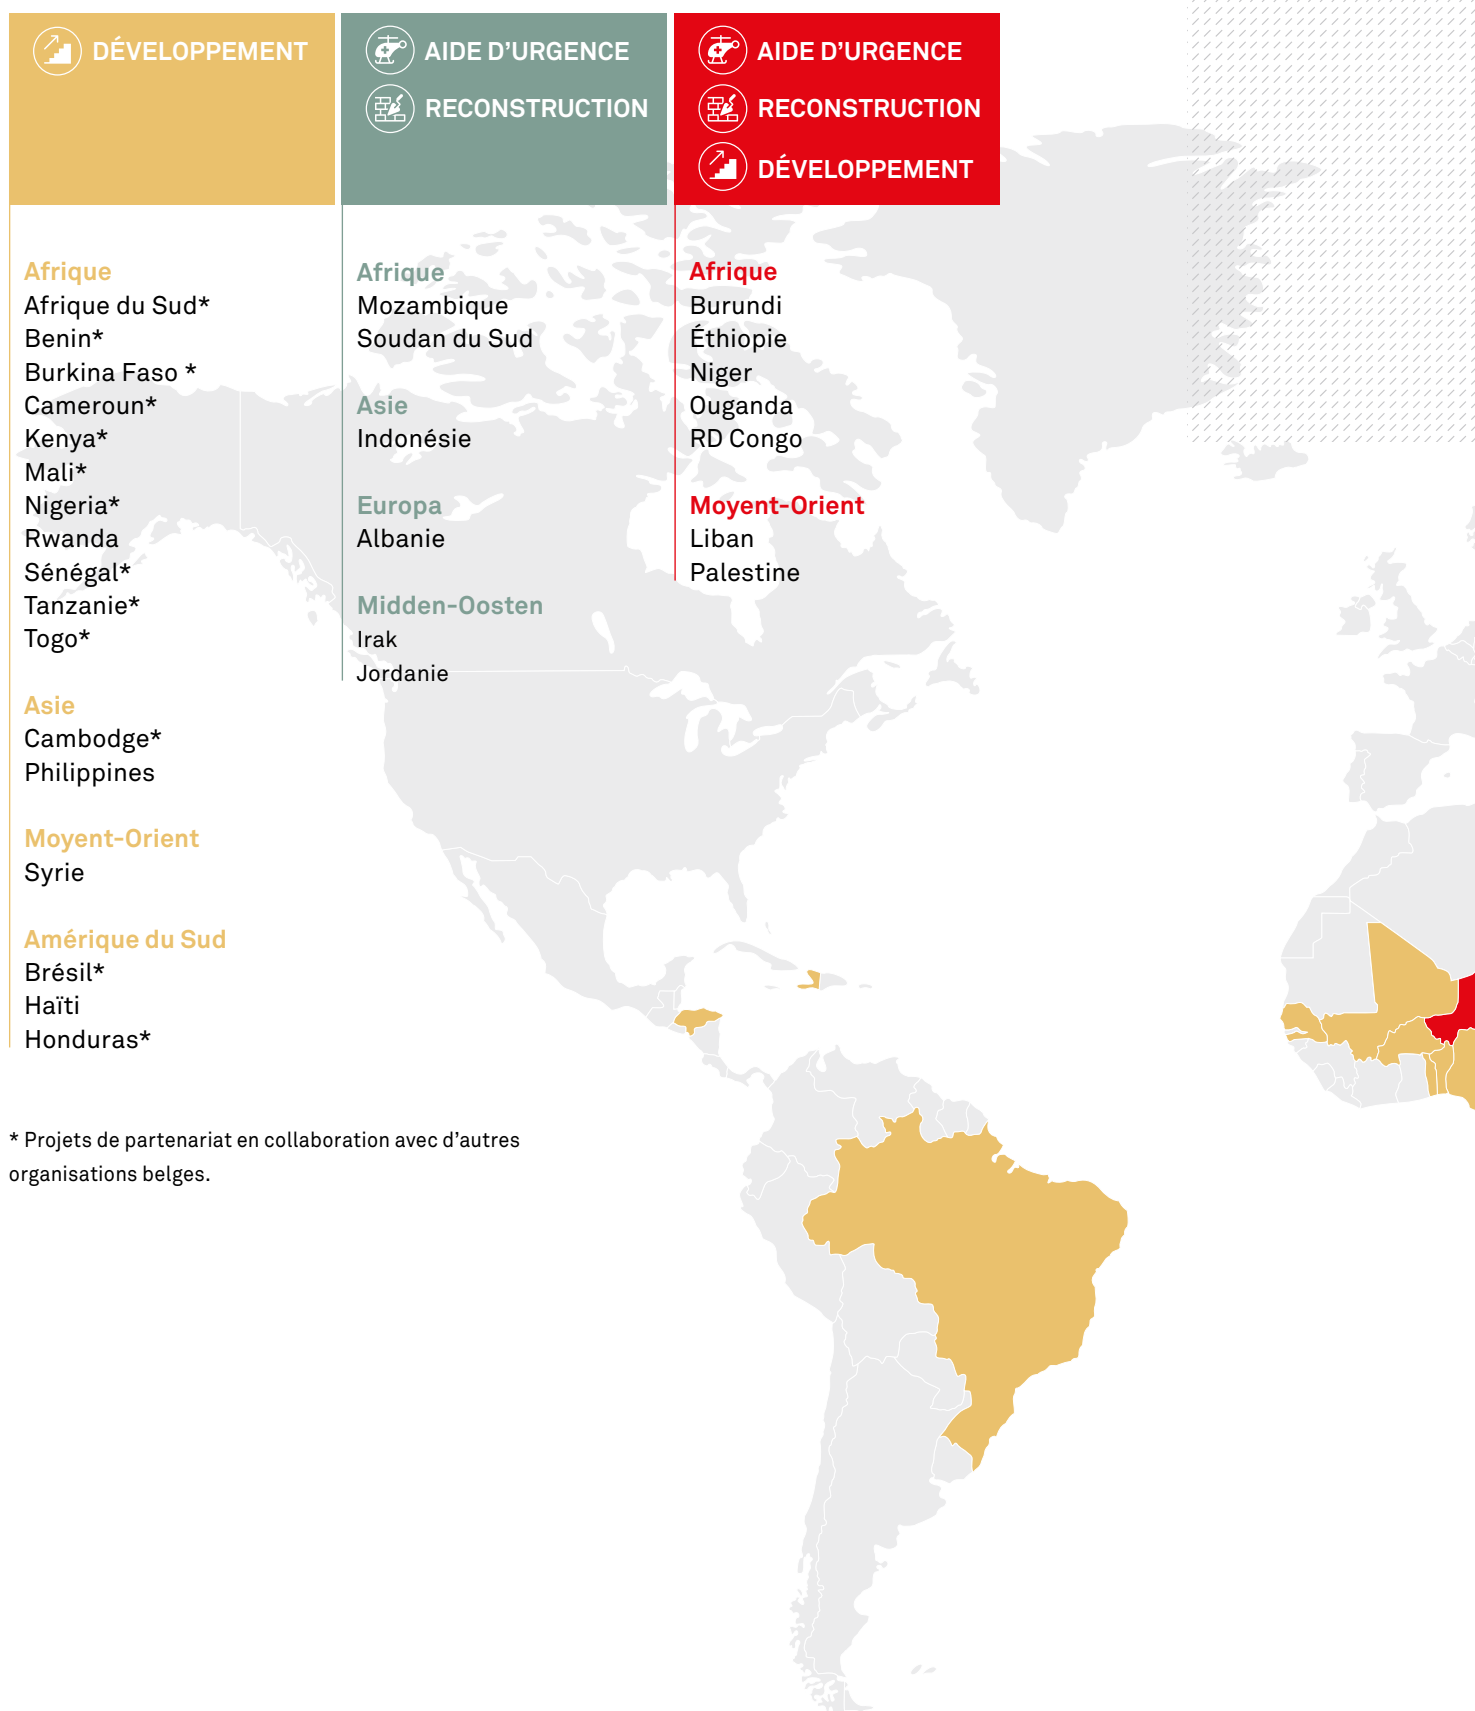 DÉVELOPPEMENT
Afrique
Afrique du Sud*
Benin*
Burkina Faso *
Cameroun*
Kenya*
Mali*
Nigeria*
Rwanda
Sénégal*
Tanzanie*
Togo*
Asie
Cambodge*
Philippines
Moyent-Orient
Syrie
Amérique du Sud
Brésil*
Haïti
Honduras*
AIDE D'URGENCE
RECONSTRUCTION
Afrique
Mozambique
Soudan du Sud
Asie
Indonésie
Europa
Albanie
Midden-Oosten
Irak
Jordanie
AIDE D'URGENCE
RECONSTRUCTION
DÉVELOPPEMENT
Afrique
Burundi
Éthiopie
Niger
Ouganda
RD Congo
Moyent-Orient
Liban
Palestine
* Projets de partenariat en collaboration avec d'autres
organisations belges.